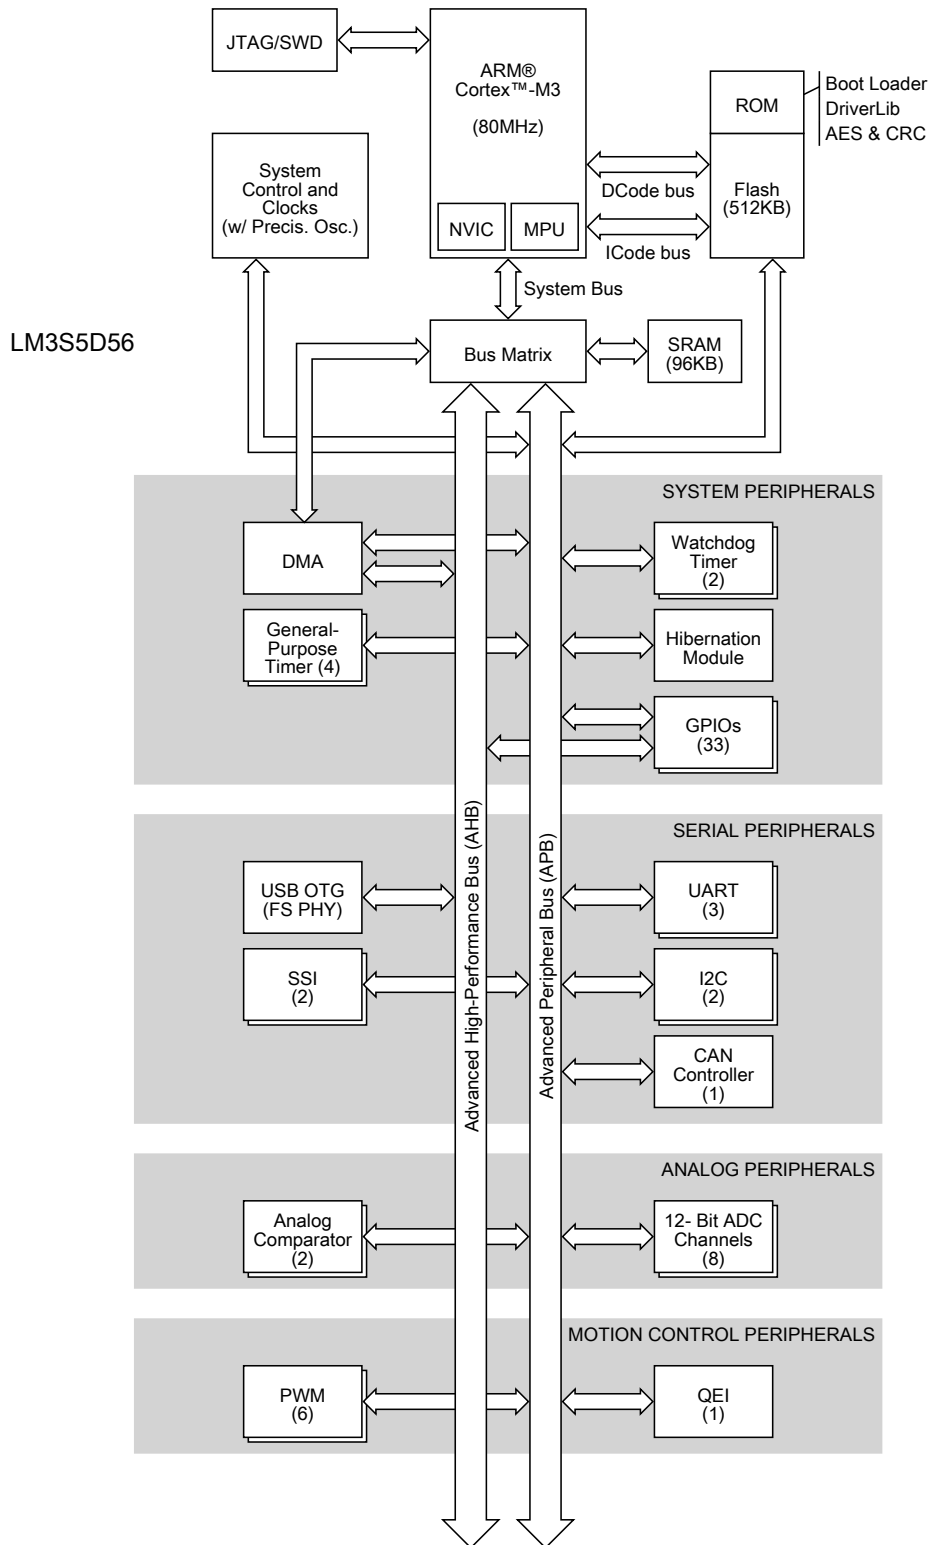 JTAG/SWD
ARM®
Cortex™-M3
(80MHz)
NVIC
MPU
ROM
Boot Loader
DriverLib
AES & CRC
Flash
(512KB)
DCode bus
ICode bus
System
Control and
Clocks
(w/ Precis. Osc.)
System Bus
LM3S5D56
Bus Matrix
SRAM
(96KB)
SYSTEM PERIPHERALS
DMA
Watchdog
Timer
(2)
General-
Purpose
Timer (4)
Hibernation
Module
GPIOs
(33)
Advanced High-Performance Bus (AHB)
Advanced Peripheral Bus (APB)
SERIAL PERIPHERALS
USB OTG
(FS PHY)
UART
(3)
SSI
(2)
I2C
(2)
CAN
Controller
(1)
ANALOG PERIPHERALS
Analog
Comparator
(2)
12- Bit ADC
Channels
(8)
MOTION CONTROL PERIPHERALS
PWM
(6)
QEI
(1)